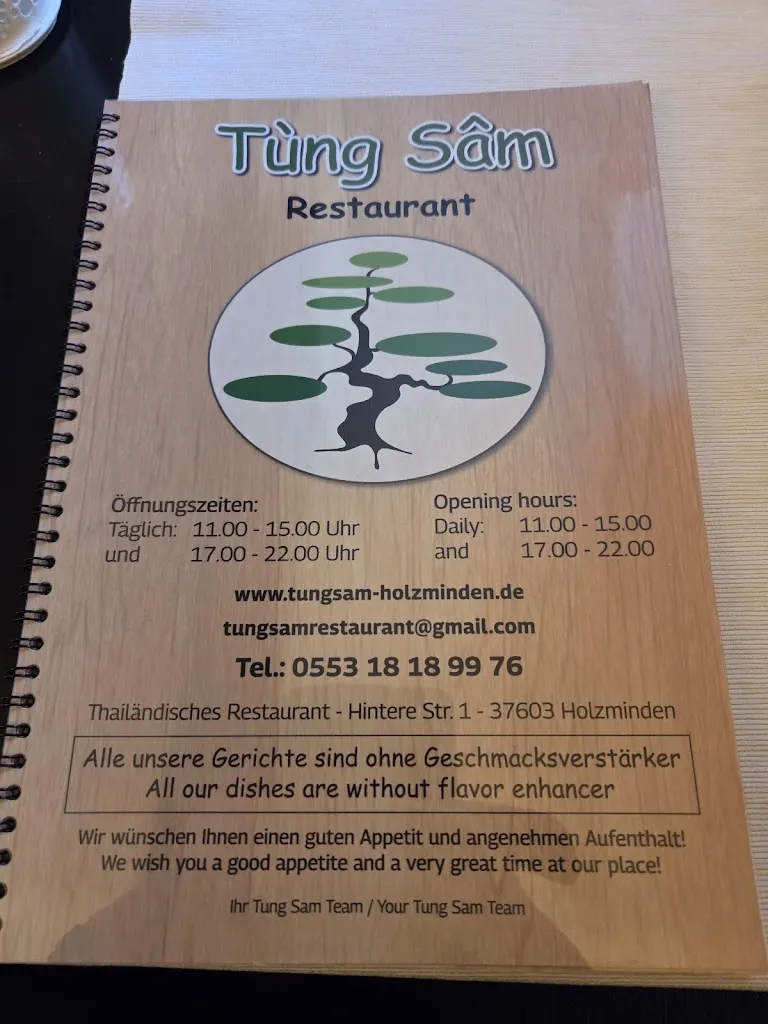 Tùng Sâm
Restaurant
Öffnungszeiten:
Täglich: 11.00 - 15.00 Uhr
und 17.00 - 22.00 Uhr
Opening hours:
Daily: 11.00 - 15.00
and 17.00 - 22.00
www.tungsam-holzminden.de
tungsamrestaurant@gmail.com
Tel.: 0553 18 18 99 76
Thailändisches Restaurant - Hintere Str. 1 - 37603 Holzminden
Alle unsere Gerichte sind ohne Geschmacksverstärker
All our dishes are without flavor enhancer
Wir wünschen Ihnen einen guten Appetit und angenehmen Aufenthalt!
We wish you a good appetite and a very great time at our place!
Ihr Tung Sam Team / Your Tung Sam Team